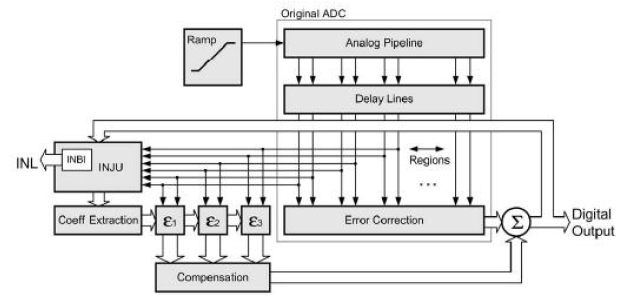 Original ADC
Ramp
Analog Pipeline
Delay Lines
INL
INBI
INJU
Regions
...
Coeff Extraction
ε1
ε2
ε3
Error Correction
Σ
Digital
Output
Compensation